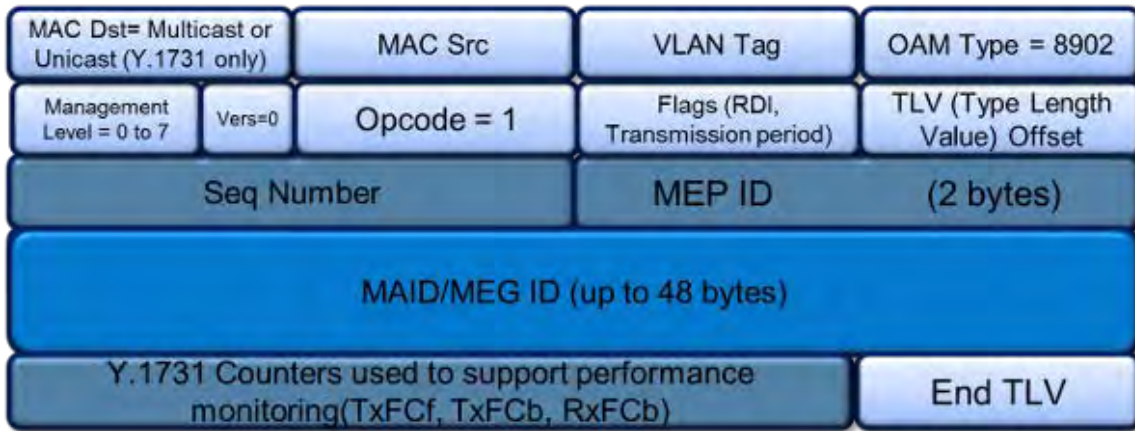 MAC Dst= Multicast or
Unicast (Y.1731 only)
MAC Src
VLAN Tag
OAM Type = 8902
Management
Level = 0 to 7
Vers=0
Opcode = 1
Flags (RDI,
Transmission period)
TLV (Type Length
Value) Offset
Seq Number
MEP ID (2 bytes)
MAID/MEG ID (up to 48 bytes)
Y.1731 Counters used to support performance
monitoring(TxFCf, TxFCb, RxFCb)
End TLV